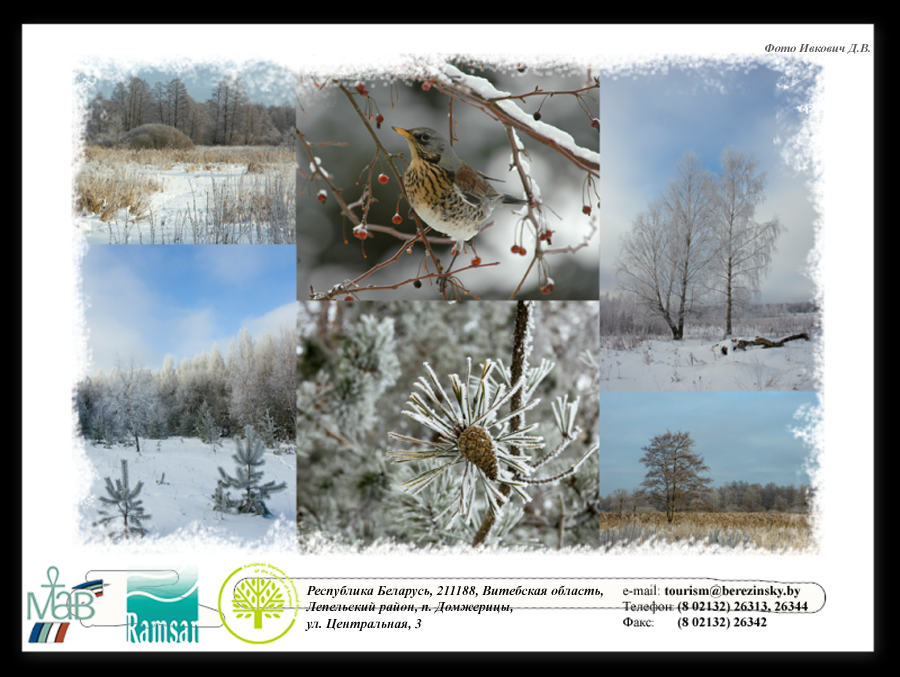 Фото Ивкович Д.В.
МаВ
Ramsar
Республика Беларусь, 211188, Витебская область,
Лепельский район, п. Домжерицы,
ул. Центральная, 3
e-mail: tourism@berezinsky.by
Телефон: (8 02132) 26313, 26344
Факс: (8 02132) 26342